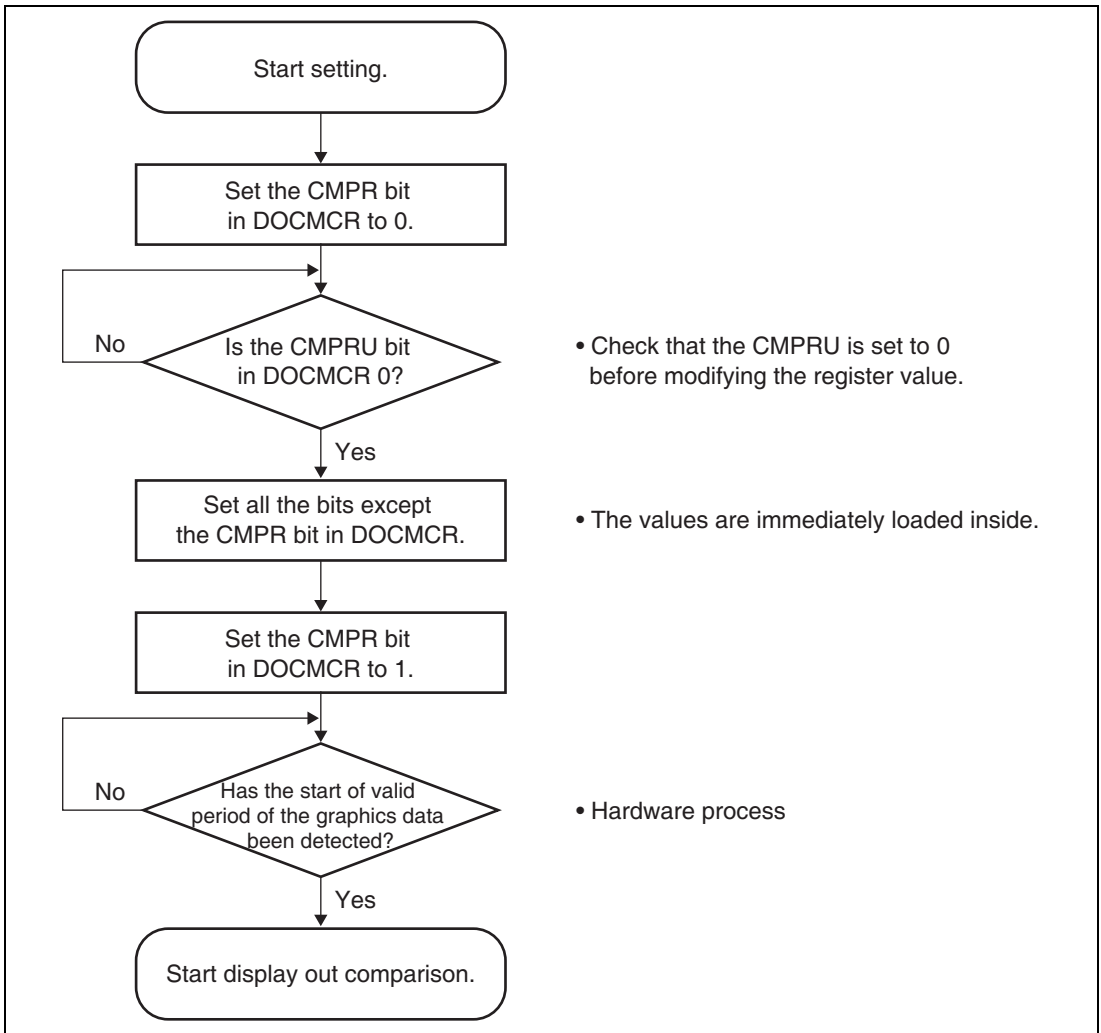 Start setting.
Set the CMPR bit
in DOCMCR to 0.
No
Is the CMPRU bit
in DOCMCR 0?
• Check that the CMPRU is set to 0
before modifying the register value.
Yes
Set all the bits except
the CMPR bit in DOCMCR.
• The values are immediately loaded inside.
Set the CMPR bit
in DOCMCR to 1.
No
Has the start of valid
period of the graphics data
been detected?
• Hardware process
Yes
Start display out comparison.